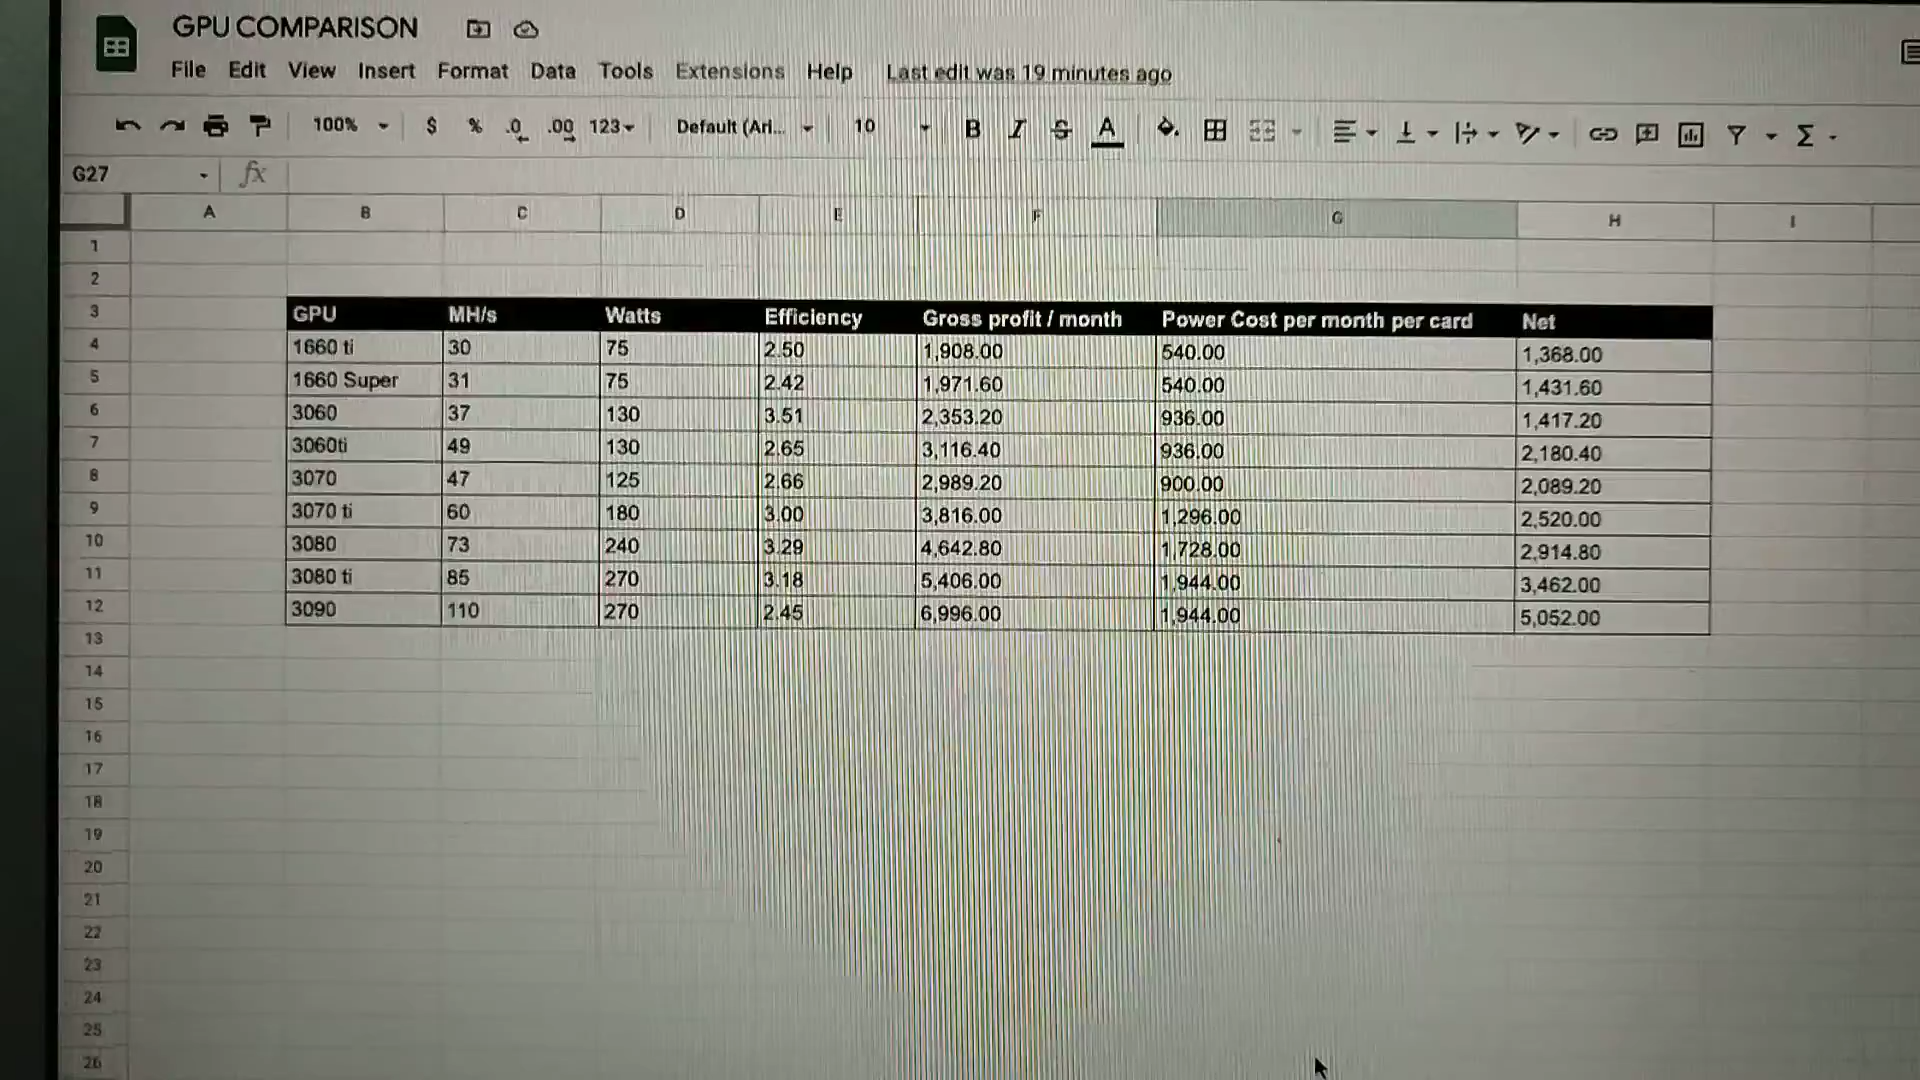 GPU COMPARISON
File Edit View Insert Format Data Tools Extensions Help Last edit was 19 minutes ago
100% $ % .0 .00 123 Default (Ari... 10 B I S A
G27 fx
A B C D E F G H I
1
2
3 GPU MH/s Watts Efficiency Gross profit / month Power Cost per month per card Net
4 1660 ti 30 75 2.50 1,908.00 540.00 1,368.00
5 1660 Super 31 75 2.42 1,971.60 540.00 1,431.60
6 3060 37 130 3.51 2,353.20 936.00 1,417.20
7 3060ti 49 130 2.65 3,116.40 936.00 2,180.40
8 3070 47 125 2.66 2,989.20 900.00 2,089.20
9 3070 ti 60 180 3.00 3,816.00 1,296.00 2,520.00
10 3080 73 240 3.29 4,642.80 1,728.00 2,914.80
11 3080 ti 85 270 3.18 5,406.00 1,944.00 3,462.00
12 3090 110 270 2.45 6,996.00 1,944.00 5,052.00
13
14
15
16
17
18
19
20
21
22
23
24
25
26